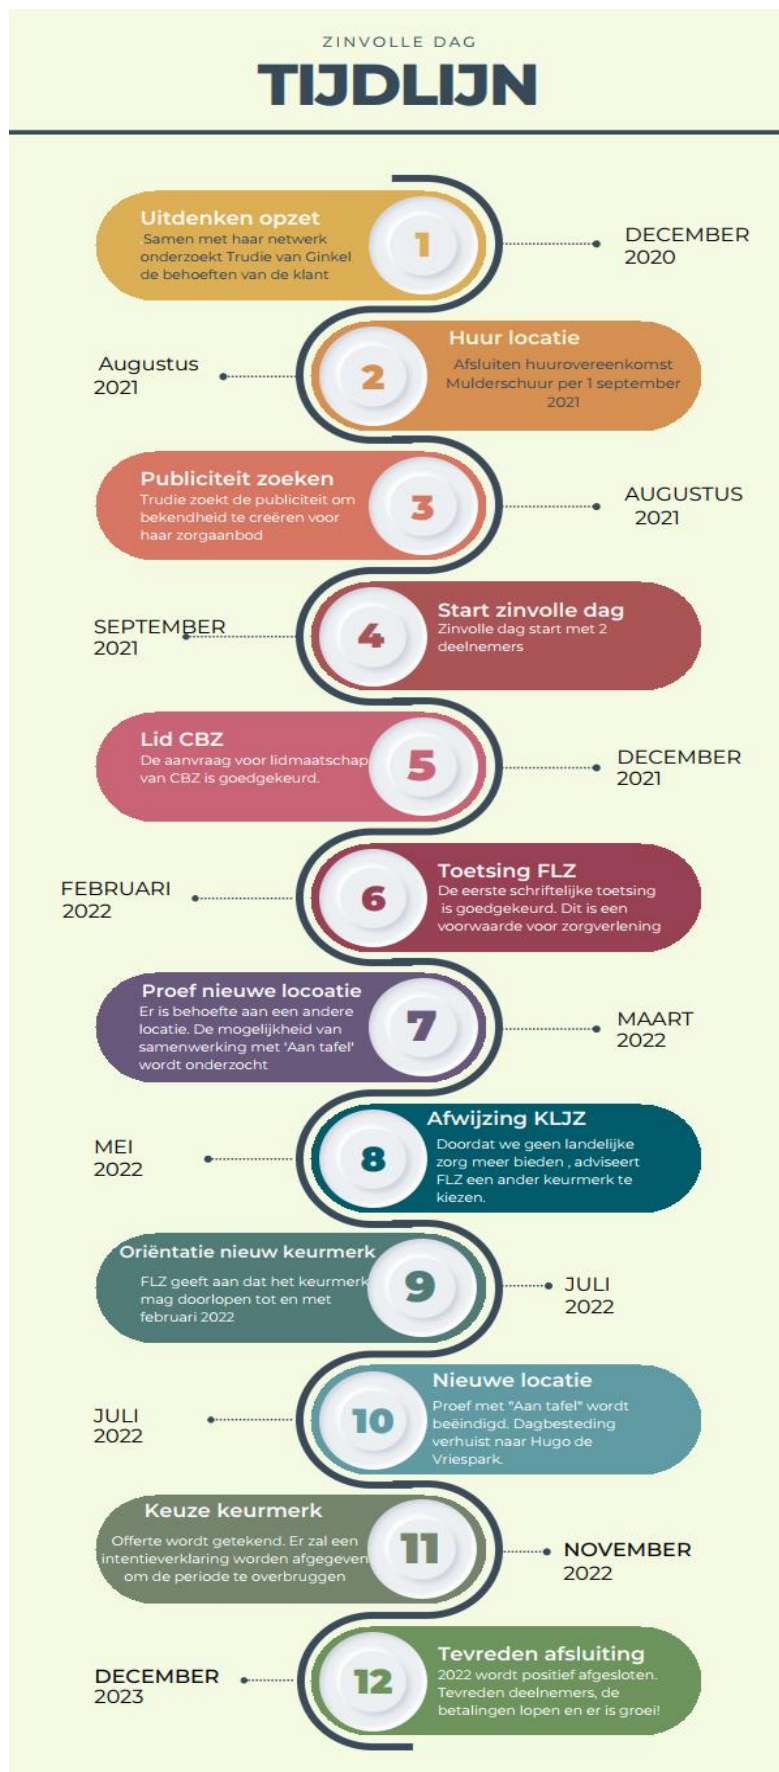 ZINVOLLE DAG
TIJDLIJN
Uitdenken opzet
Samen met haar netwerk
onderzoekt Trudie van Ginkel
de behoeften van de klant
1
DECEMBER
2020
Augustus
2021
2
Huur locatie
Afsluiten huurovereenkomst
Mulderschuur per 1 september
2021
Publiciteit zoeken
Trudie zoekt de publiciteit om
bekendheid te creëren voor
haar zorgaanbod
3
AUGUSTUS
2021
SEPTEMBER
2021
4
Start zinvolle dag
Zinvolle dag start met 2
deelnemers
Lid CBZ
De aanvraag voor lidmaatschap
van CBZ is goedgekeurd.
5
DECEMBER
2021
FEBRUARI
2022
6
Toetsing FLZ
De eerste schriftelijke toetsing
is goedgekeurd. Dit is een
voorwaarde voor zorgverlening
Proef nieuwe locoatie
Er is behoefte aan een andere
locatie. De mogelijkheid van
samenwerking met 'Aan tafel'
wordt onderzocht
7
MAART
2022
MEI
2022
8
Afwijzing KLJZ
Doordat we geen landelijke
zorg meer bieden , adviseert
FLZ een ander keurmerk te
kiezen.
Oriëntatie nieuw keurmerk
FLZ geeft aan dat het keurmerk
mag doorlopen tot en met
februari 2022
9
JULI
2022
JULI
2022
10
Nieuwe locatie
Proef met "Aan tafel" wordt
beëindigd. Dagbesteding
verhuist naar Hugo de
Vriespark.
Keuze keurmerk
Offerte wordt getekend. Er zal een
intentieverklaring worden afgegeven
om de periode te overbruggen
11
NOVEMBER
2022
DECEMBER
2023
12
Tevreden afsluiting
2022 wordt positief afgesloten.
Tevreden deelnemers, de
betalingen lopen en er is groei!